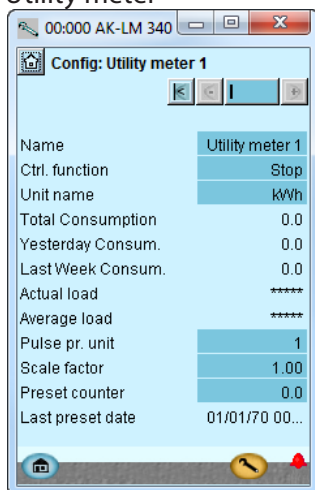 Utility meter
00:000 AK-LM 340
Config: Utility meter 1
Name Utility meter 1
Ctrl. function Stop
Unit name kWh
Total Consumption 0.0
Yesterday Consum. 0.0
Last Week Consum. 0.0
Actual load *****
Average load *****
Pulse pr. unit 1
Scale factor 1.00
Preset counter 0.0
Last preset date 01/01/70 00...